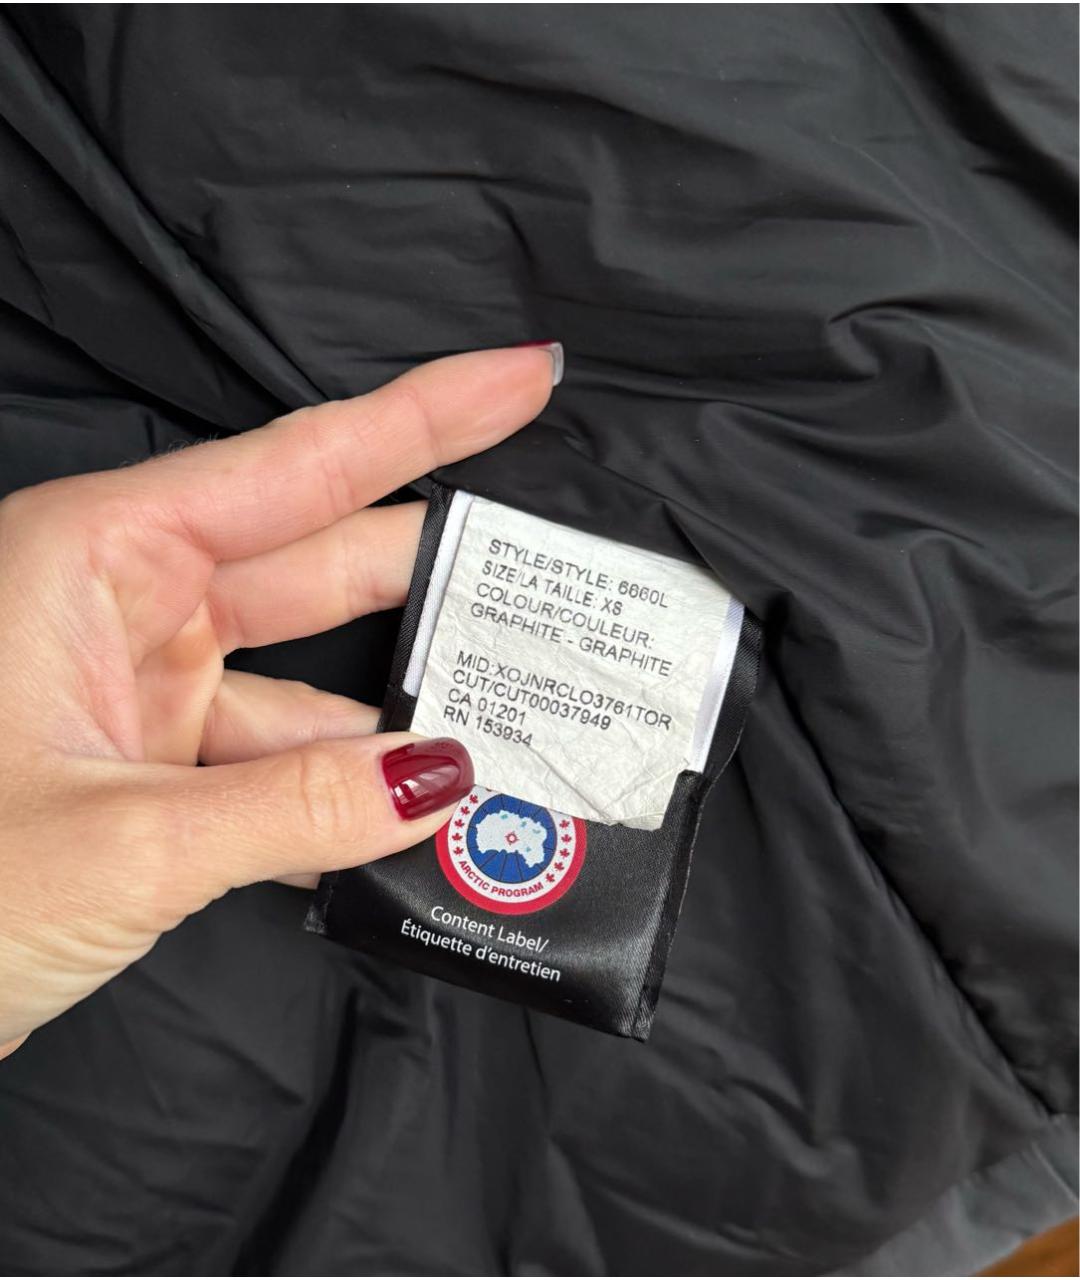 STYLE/STYLE: 6660L
SIZE/LA TAILLE: XS
COLOUR/COULEUR:
GRAPHITE - GRAPHITE
MID:XOJNRCLO3761TOR
CUT/CUT00037949
CA 01201
RN 153934
ARCTIC PROGRAM
Content Label/
Étiquette d'entretien